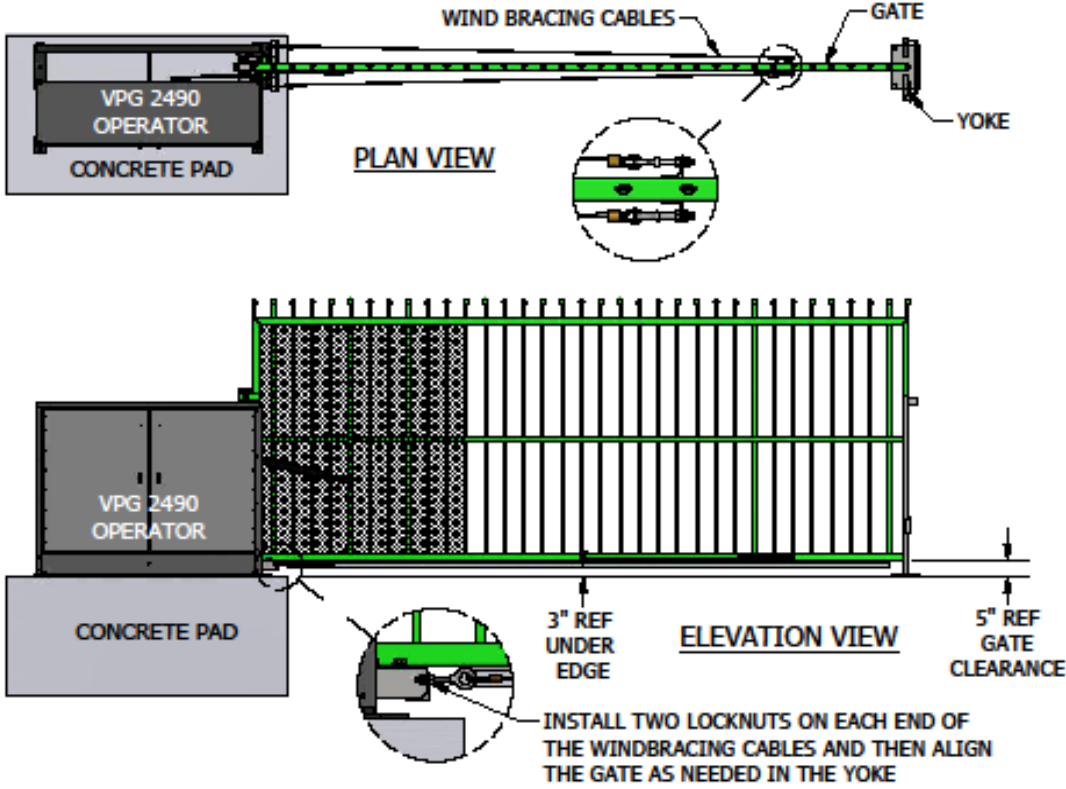 WIND BRACING CABLES
GATE
VPG 2490
OPERATOR
YOKE
CONCRETE PAD
PLAN VIEW
VPG 2490
OPERATOR
CONCRETE PAD
3" REF
UNDER
EDGE
ELEVATION VIEW
5" REF
GATE
CLEARANCE
INSTALL TWO LOCKNUTS ON EACH END OF
THE WINDBRACING CABLES AND THEN ALIGN
THE GATE AS NEEDED IN THE YOKE